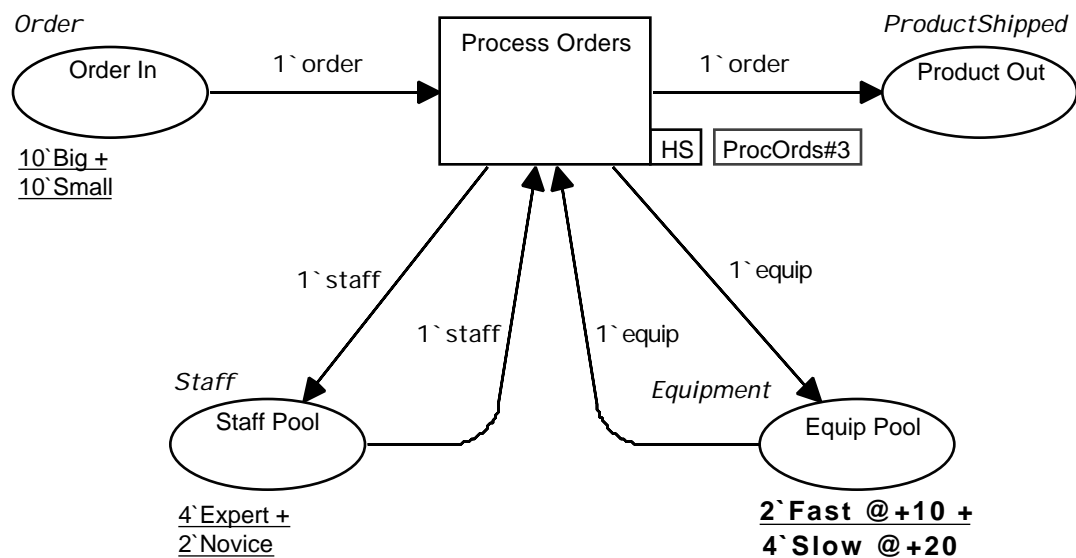 Order
ProductShipped
Order In
1`order
Process Orders
1`order
Product Out
10`Big +
10`Small
HS
ProcOrds#3
1`staff
1`equip
1`staff
1`equip
Staff
Equipment
Staff Pool
Equip Pool
4`Expert +
2`Novice
2`Fast @+10 +
4`Slow @+20